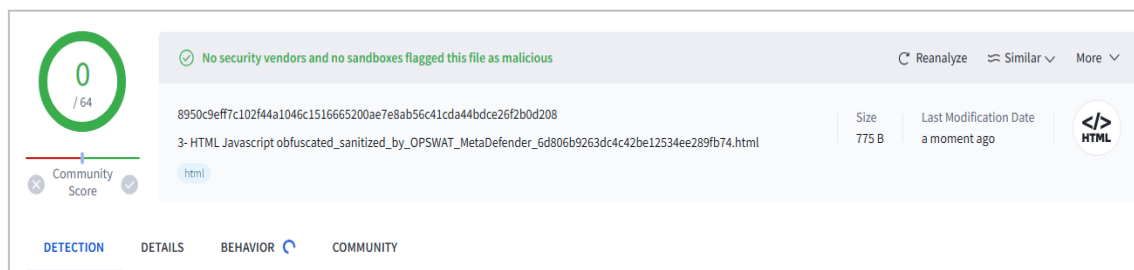 0
/ 64
Community
Score
No security vendors and no sandboxes flagged this file as malicious
Reanalyze
Similar
More
8950c9eff7c102f44a1046c1516665200ae7e8ab56c41cda44bdce26f2b0d208
3- HTML Javascript obfuscated_sanitized_by_OPSWAT_MetaDefender_6d806b9263dc4c42be12534ee289fb74.html
html
Size
775 B
Last Modification Date
a moment ago
</>
HTML
DETECTION
DETAILS
BEHAVIOR
COMMUNITY